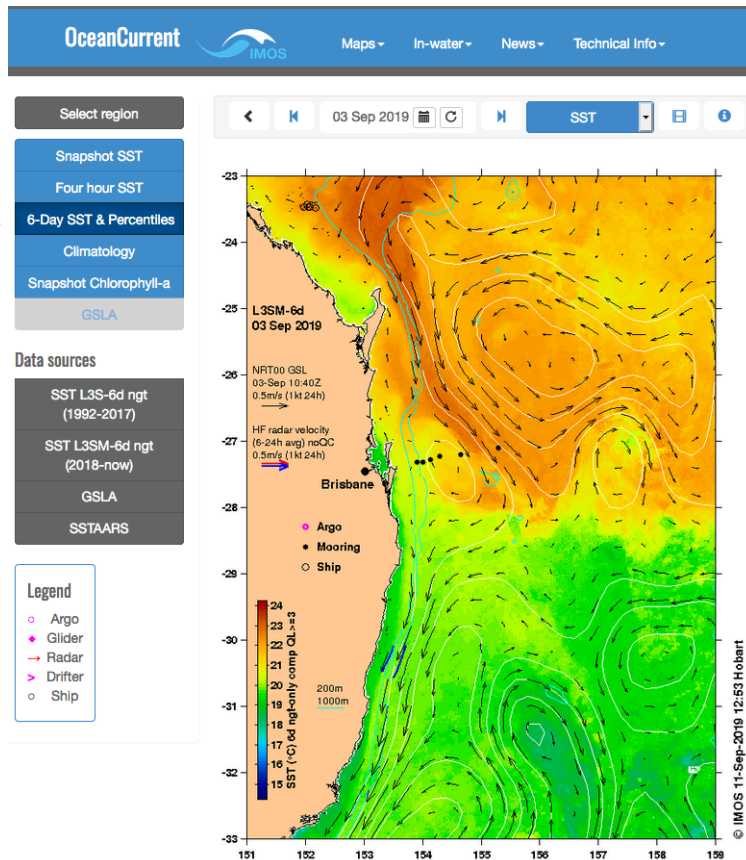 OceanCurrent
IMOS
Maps
In-water
News
Technical Info
Select region
Snapshot SST
Four hour SST
6-Day SST & Percentiles
Climatology
Snapshot Chlorophyll-a
GSLA
Data sources
SST L3S-6d ngt
(1992-2017)
SST L3SM-6d ngt
(2018-now)
GSLA
SSTAARS
Legend
Argo
Glider
Radar
Drifter
Ship
03 Sep 2019
SST
-23
-24
-25
-26
-27
-28
-29
-30
-31
-32
-33
L3SM-6d
03 Sep 2019
NRT00 GSL
03-Sep 10:40Z
0.5m/s (1kt 24h)
HF radar velocity
(6-24h avg) noQC
0.5m/s (1kt 24h)
Brisbane
Argo
Mooring
Ship
24
23
22
21
20
19
18
17
16
15
SST (°C) 6d ngt-only comp QL>=3
200m
1000m
151
152
153
154
155
156
157
158
159
© IMOS 11-Sep-2019 12:53 Hobart